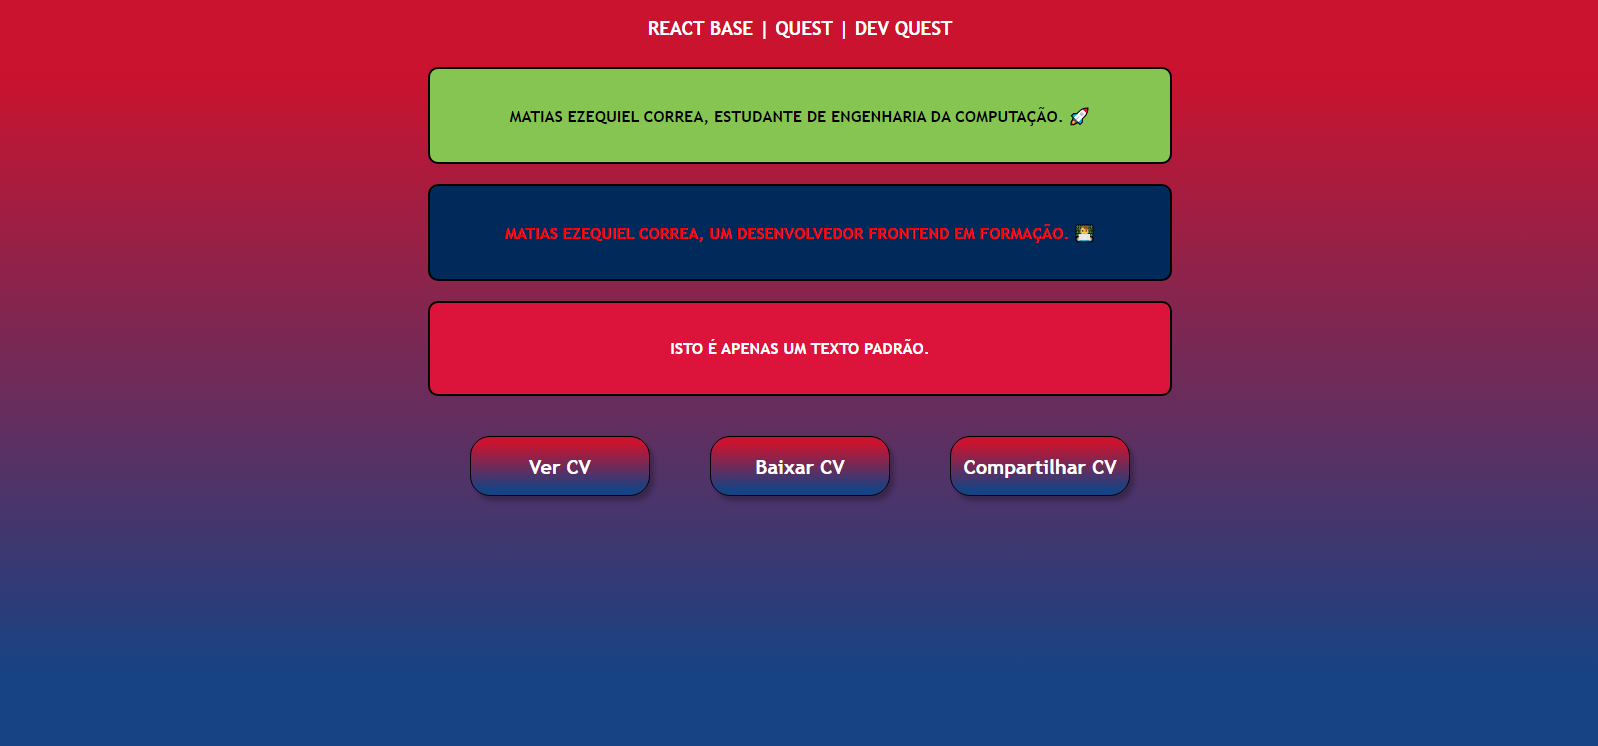 REACT BASE | QUEST | DEV QUEST
MATIAS EZEQUIEL CORREA, ESTUDANTE DE ENGENHARIA DA COMPUTAÇÃO. 🚀
MATIAS EZEQUIEL CORREA, UM DESENVOLVEDOR FRONTEND EM FORMAÇÃO. 👨‍💻
ISTO É APENAS UM TEXTO PADRÃO.
Ver CV
Baixar CV
Compartilhar CV